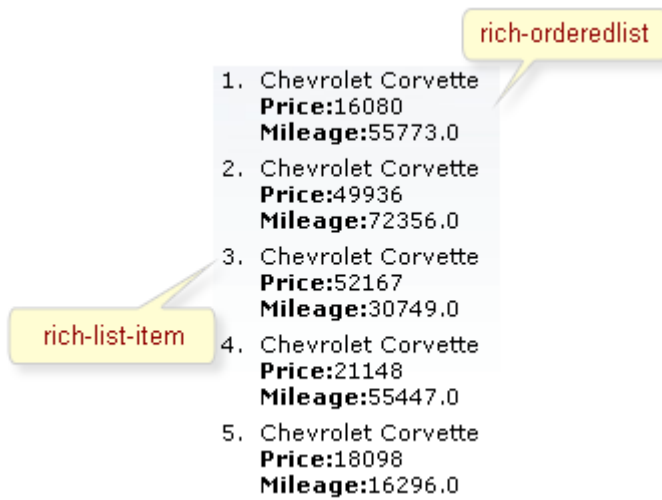 rich-orderedlist
1. Chevrolet Corvette
Price:16080
Mileage:55773.0
2. Chevrolet Corvette
Price:49936
Mileage:72356.0
3. Chevrolet Corvette
Price:52167
Mileage:30749.0
rich-list-item
4. Chevrolet Corvette
Price:21148
Mileage:55447.0
5. Chevrolet Corvette
Price:18098
Mileage:16296.0